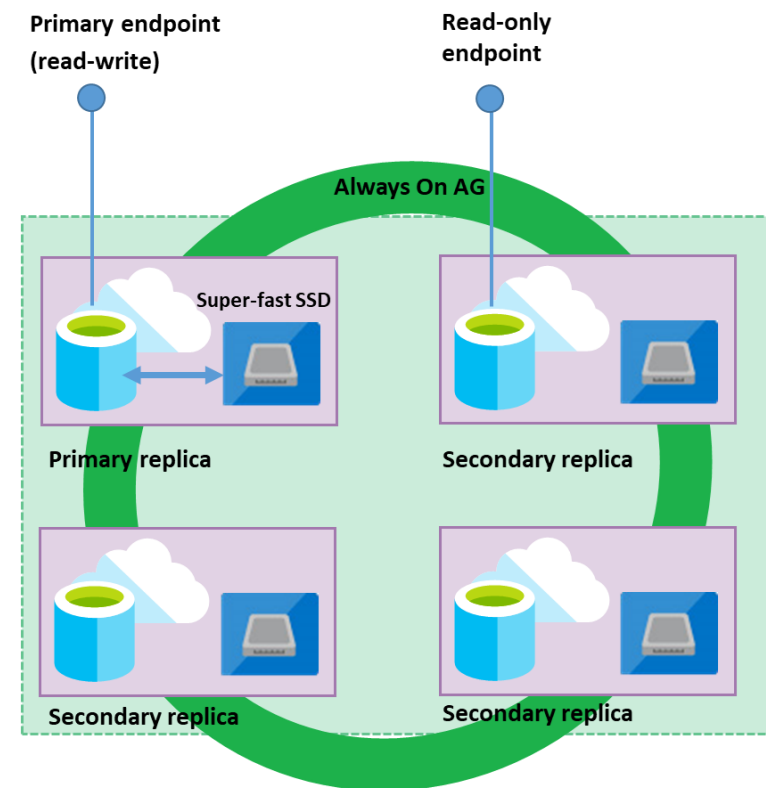 Primary endpoint
(read-write)
Read-only
endpoint
Always On AG
Super-fast SSD
Primary replica
Secondary replica
Secondary replica
Secondary replica